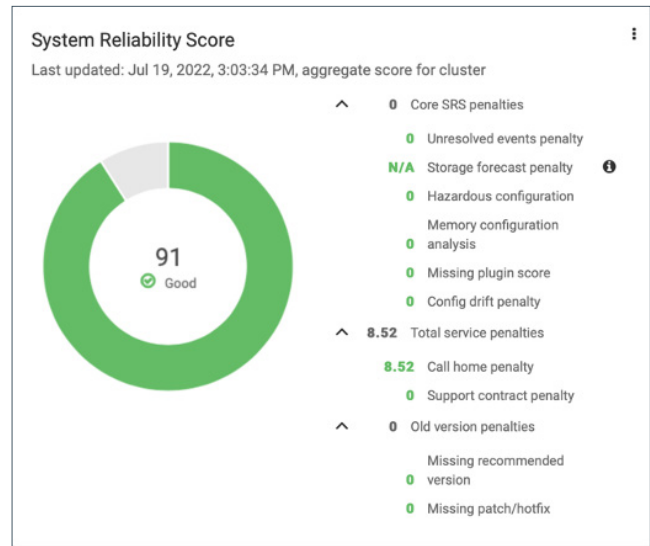 System Reliability Score
Last updated: Jul 19, 2022, 3:03:34 PM, aggregate score for cluster
91
Good
0 Core SRS penalties
0 Unresolved events penalty
N/A Storage forecast penalty
0 Hazardous configuration
Memory configuration
0 analysis
0 Missing plugin score
0 Config drift penalty
8.52 Total service penalties
8.52 Call home penalty
0 Support contract penalty
0 Old version penalties
Missing recommended
0 version
0 Missing patch/hotfix